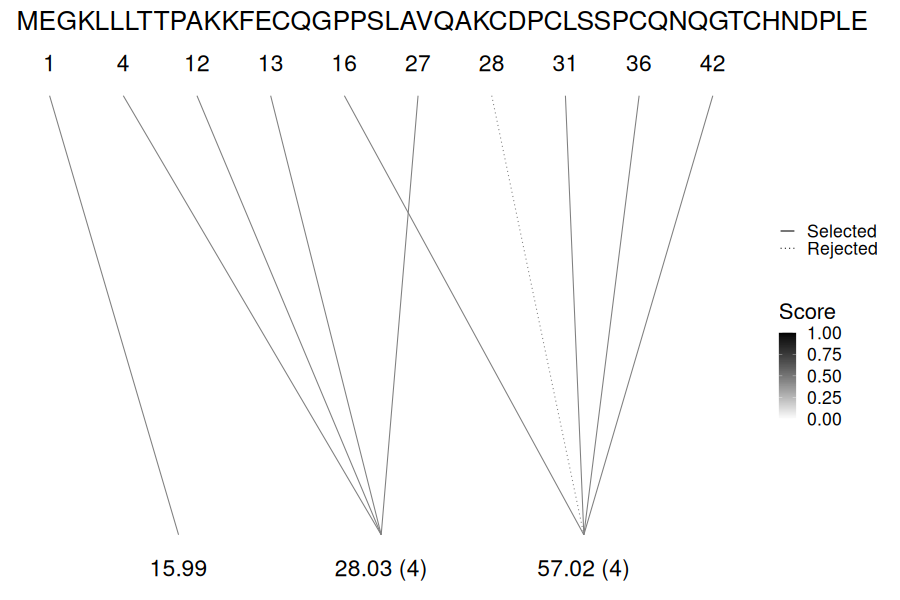 MEGKLLLTTPAKKFECQGPPSLAVQAKCDPCLSSPCQNQGTCHNDPLE
1 4 12 13 16 27 28 31 36 42
Selected
Rejected
Score
1.00
0.75
0.50
0.25
0.00
15.99 28.03 (4) 57.02 (4)